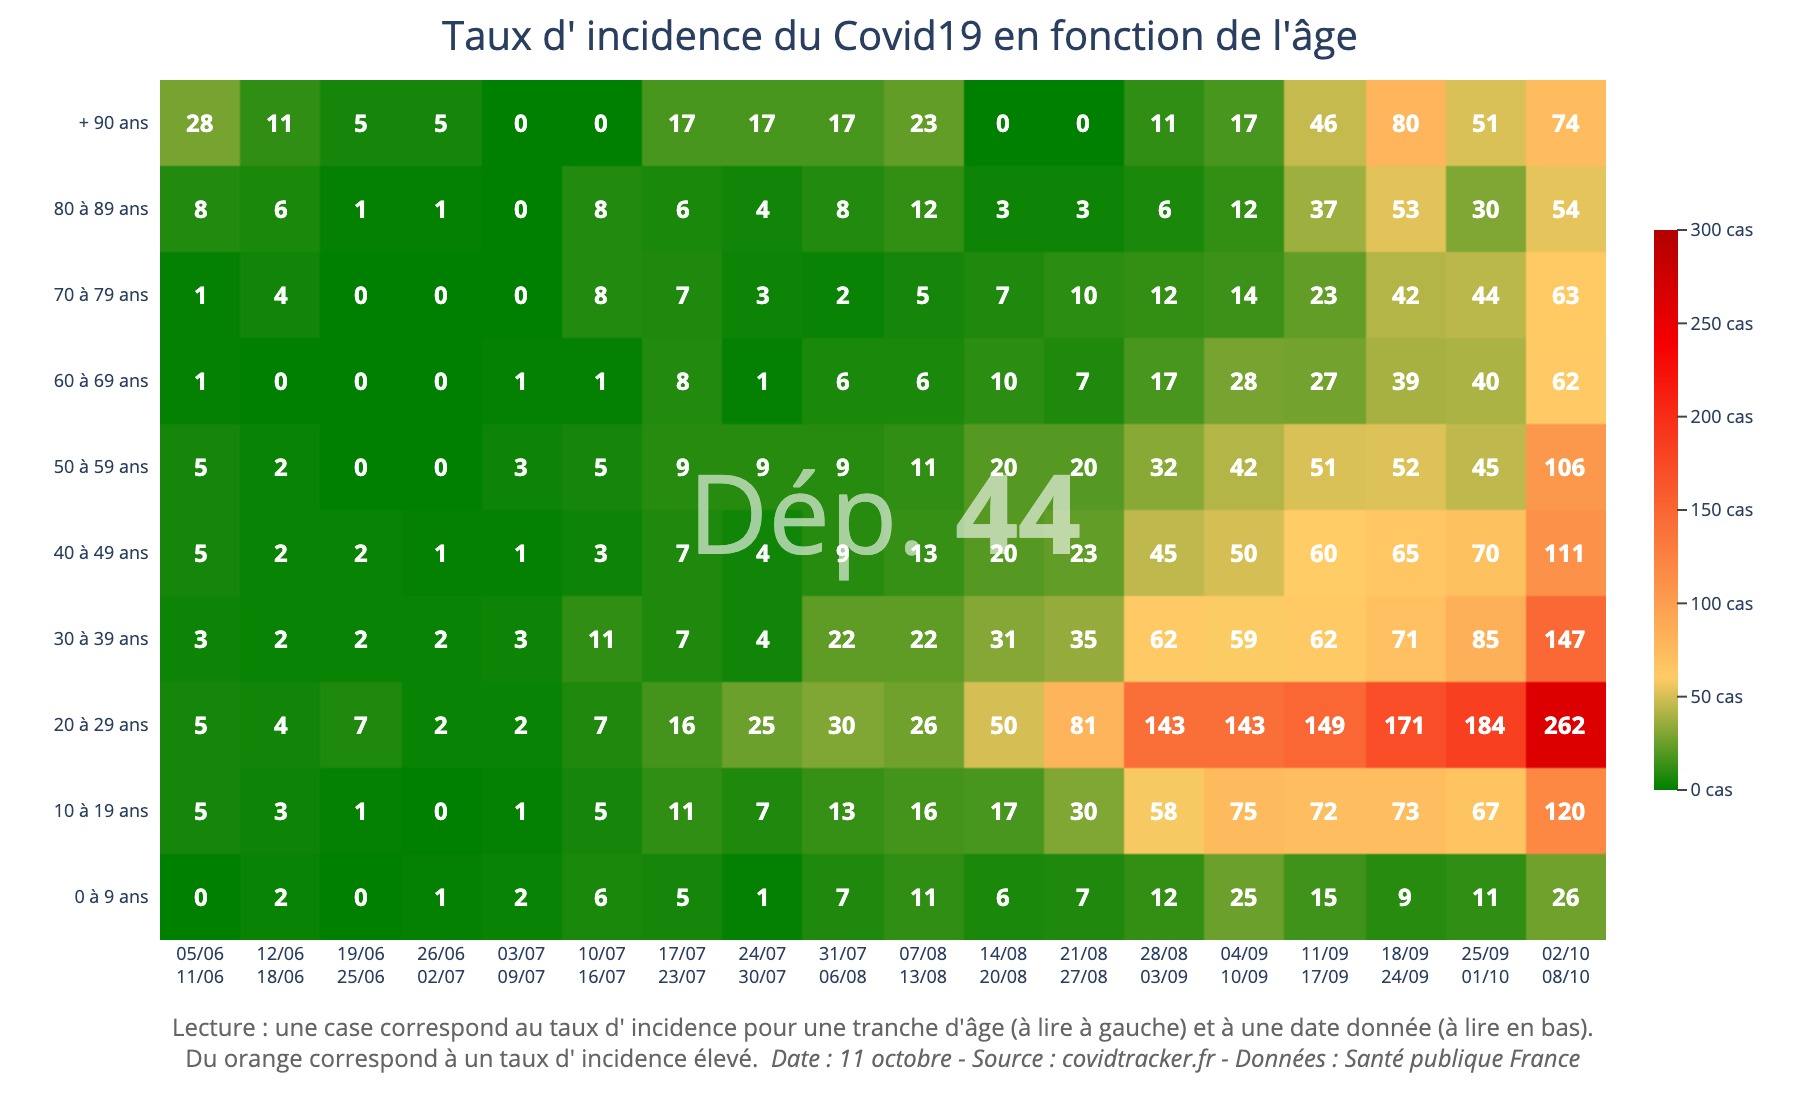 Taux d' incidence du Covid19 en fonction de l'âge
+ 90 ans 28 11 5 5 0 0 17 17 17 23 0 0 11 17 46 80 51 74
80 à 89 ans 8 6 1 1 0 8 6 4 8 12 3 3 6 12 37 53 30 54
300 cas
70 à 79 ans 1 4 0 0 0 8 7 3 2 5 7 10 12 14 23 42 44 63
250 cas
60 à 69 ans 1 0 0 0 1 1 8 1 6 6 10 7 17 28 27 39 40 62
200 cas
50 à 59 ans 5 2 0 0 3 5 9 9 9 11 20 20 32 42 51 52 45 106
Dép. 44
150 cas
40 à 49 ans 5 2 2 1 1 3 7 4 9 13 20 23 45 50 60 65 70 111
100 cas
30 à 39 ans 3 2 2 2 3 11 7 4 22 22 31 35 62 59 62 71 85 147
50 cas
20 à 29 ans 5 4 7 2 2 7 16 25 30 26 50 81 143 143 149 171 184 262
0 cas
10 à 19 ans 5 3 1 0 1 5 11 7 13 16 17 30 58 75 72 73 67 120
0 à 9 ans 0 2 0 1 2 6 5 1 7 11 6 7 12 25 15 9 11 26
05/06 12/06 19/06 26/06 03/07 10/07 17/07 24/07 31/07 07/08 14/08 21/08 28/08 04/09 11/09 18/09 25/09 02/10
11/06 18/06 25/06 02/07 09/07 16/07 23/07 30/07 06/08 13/08 20/08 27/08 03/09 10/09 17/09 24/09 01/10 08/10
Lecture : une case correspond au taux d' incidence pour une tranche d'âge (à lire à gauche) et à une date donnée (à lire en bas).
Du orange correspond à un taux d' incidence élevé. Date : 11 octobre - Source : covidtracker.fr - Données : Santé publique France